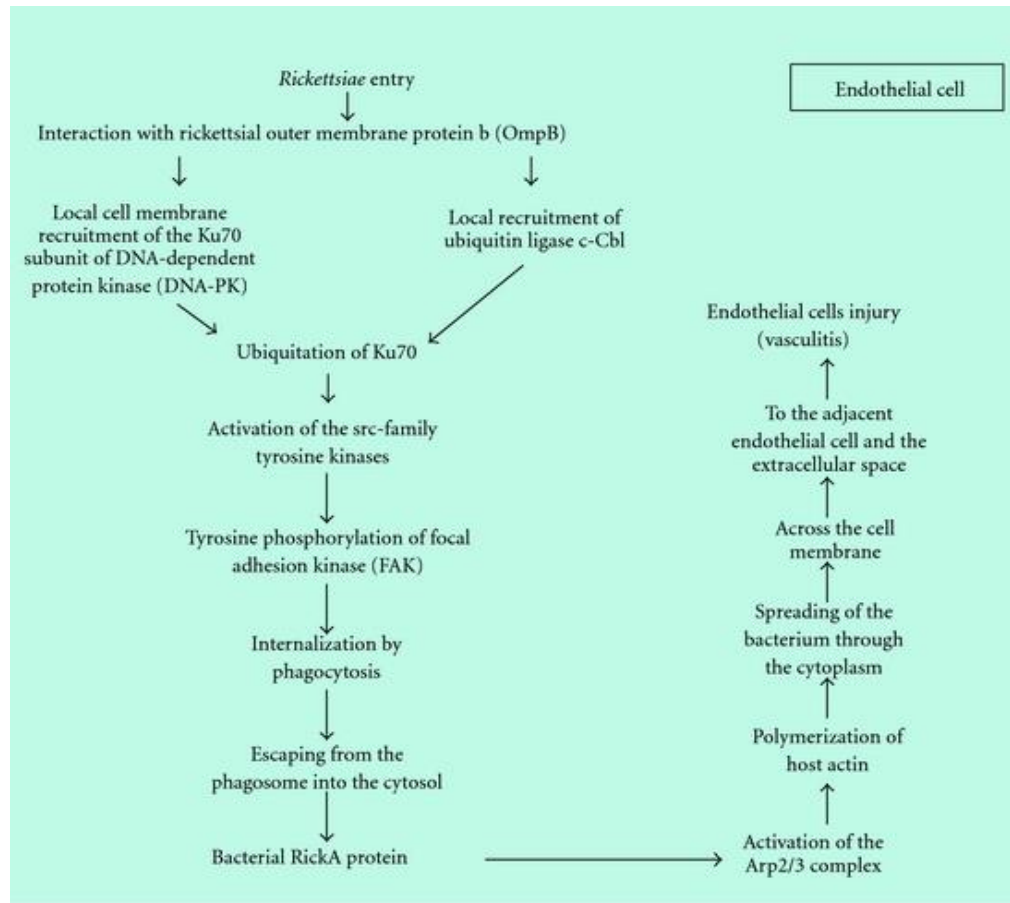 Rickettsiae entry
Endothelial cell
Interaction with rickettsial outer membrane protein b (OmpB)
Local cell membrane
recruitment of the Ku70
subunit of DNA-dependent
protein kinase (DNA-PK)
Local recruitment of
ubiquitin ligase c-Cbl
Ubiquitation of Ku70
Activation of the src-family
tyrosine kinases
Tyrosine phosphorylation of focal
adhesion kinase (FAK)
Internalization by
phagocytosis
Escaping from the
phagosome into the cytosol
Bacterial RickA protein
Activation of the
Arp2/3 complex
Polymerization of
host actin
Spreading of the
bacterium through
the cytoplasm
Across the cell
membrane
To the adjacent
endothelial cell and the
extracellular space
Endothelial cells injury
(vasculitis)